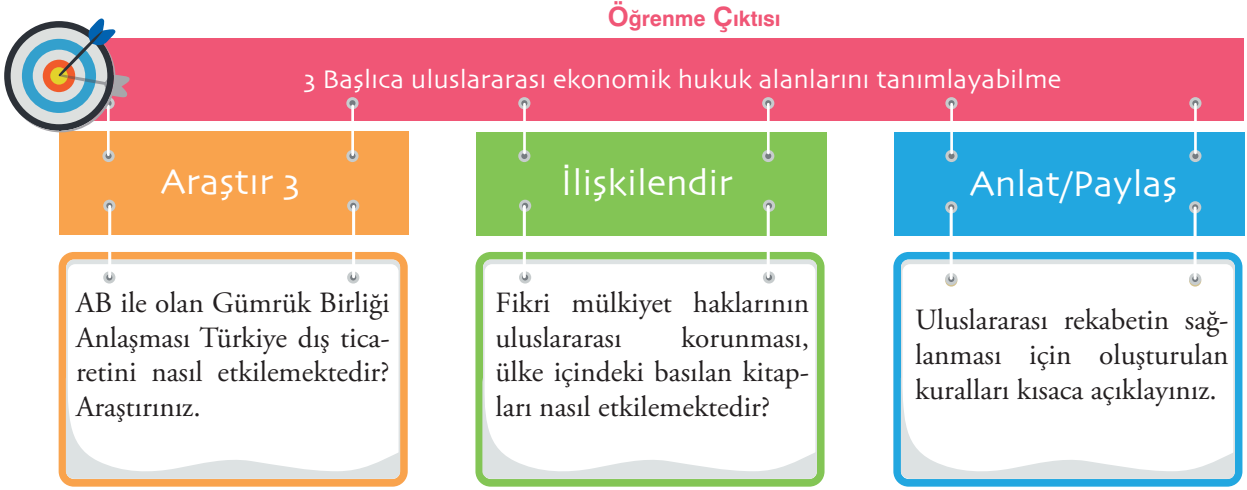 Öğrenme Çıktısı
3 Başlıca uluslararası ekonomik hukuk alanlarını tanımlayabilme
Araştır 3
AB ile olan Gümrük Birliği
Anlaşması Türkiye dış tica-
retini nasıl etkilemektedir?
Araştırınız.
İlişkilendir
Fikri mülkiyet haklarının
uluslararası korunması,
ülke içindeki basılan kitap-
ları nasıl etkilemektedir?
Anlat/Paylaş
Uluslararası rekabetin sağ-
lanması için oluşturulan
kuralları kısaca açıklayınız.